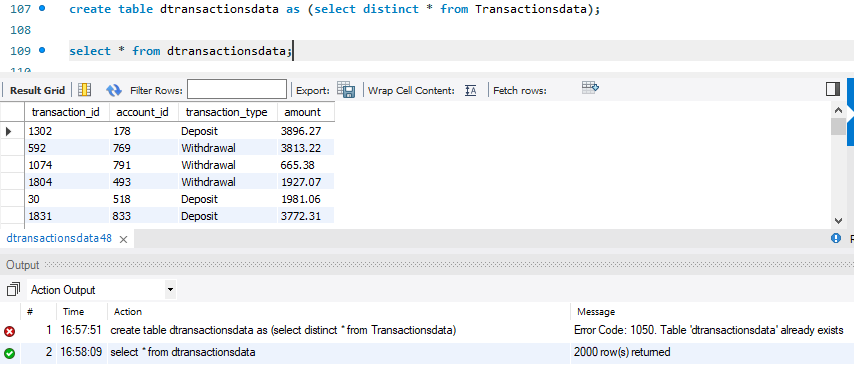 107 create table dtransactionsdata as (select distinct * from Transactionsdata);
108
109 select * from dtransactionsdata;
Result Grid Filter Rows: Export: Wrap Cell Content: IA Fetch rows:
transaction_id account_id transaction_type amount
1302 178 Deposit 3896.27
592 769 Withdrawal 3813.22
1074 791 Withdrawal 665.38
1804 493 Withdrawal 1927.07
30 518 Deposit 1981.06
1831 833 Deposit 3772.31
dtransactionsdata48
Output
Action Output
# Time Action Message
1 16:57:51 create table dtransactionsdata as (select distinct * from Transactionsdata) Error Code: 1050. Table 'dtransactionsdata' already exists
2 16:58:09 select * from dtransactionsdata 2000 row(s) returned